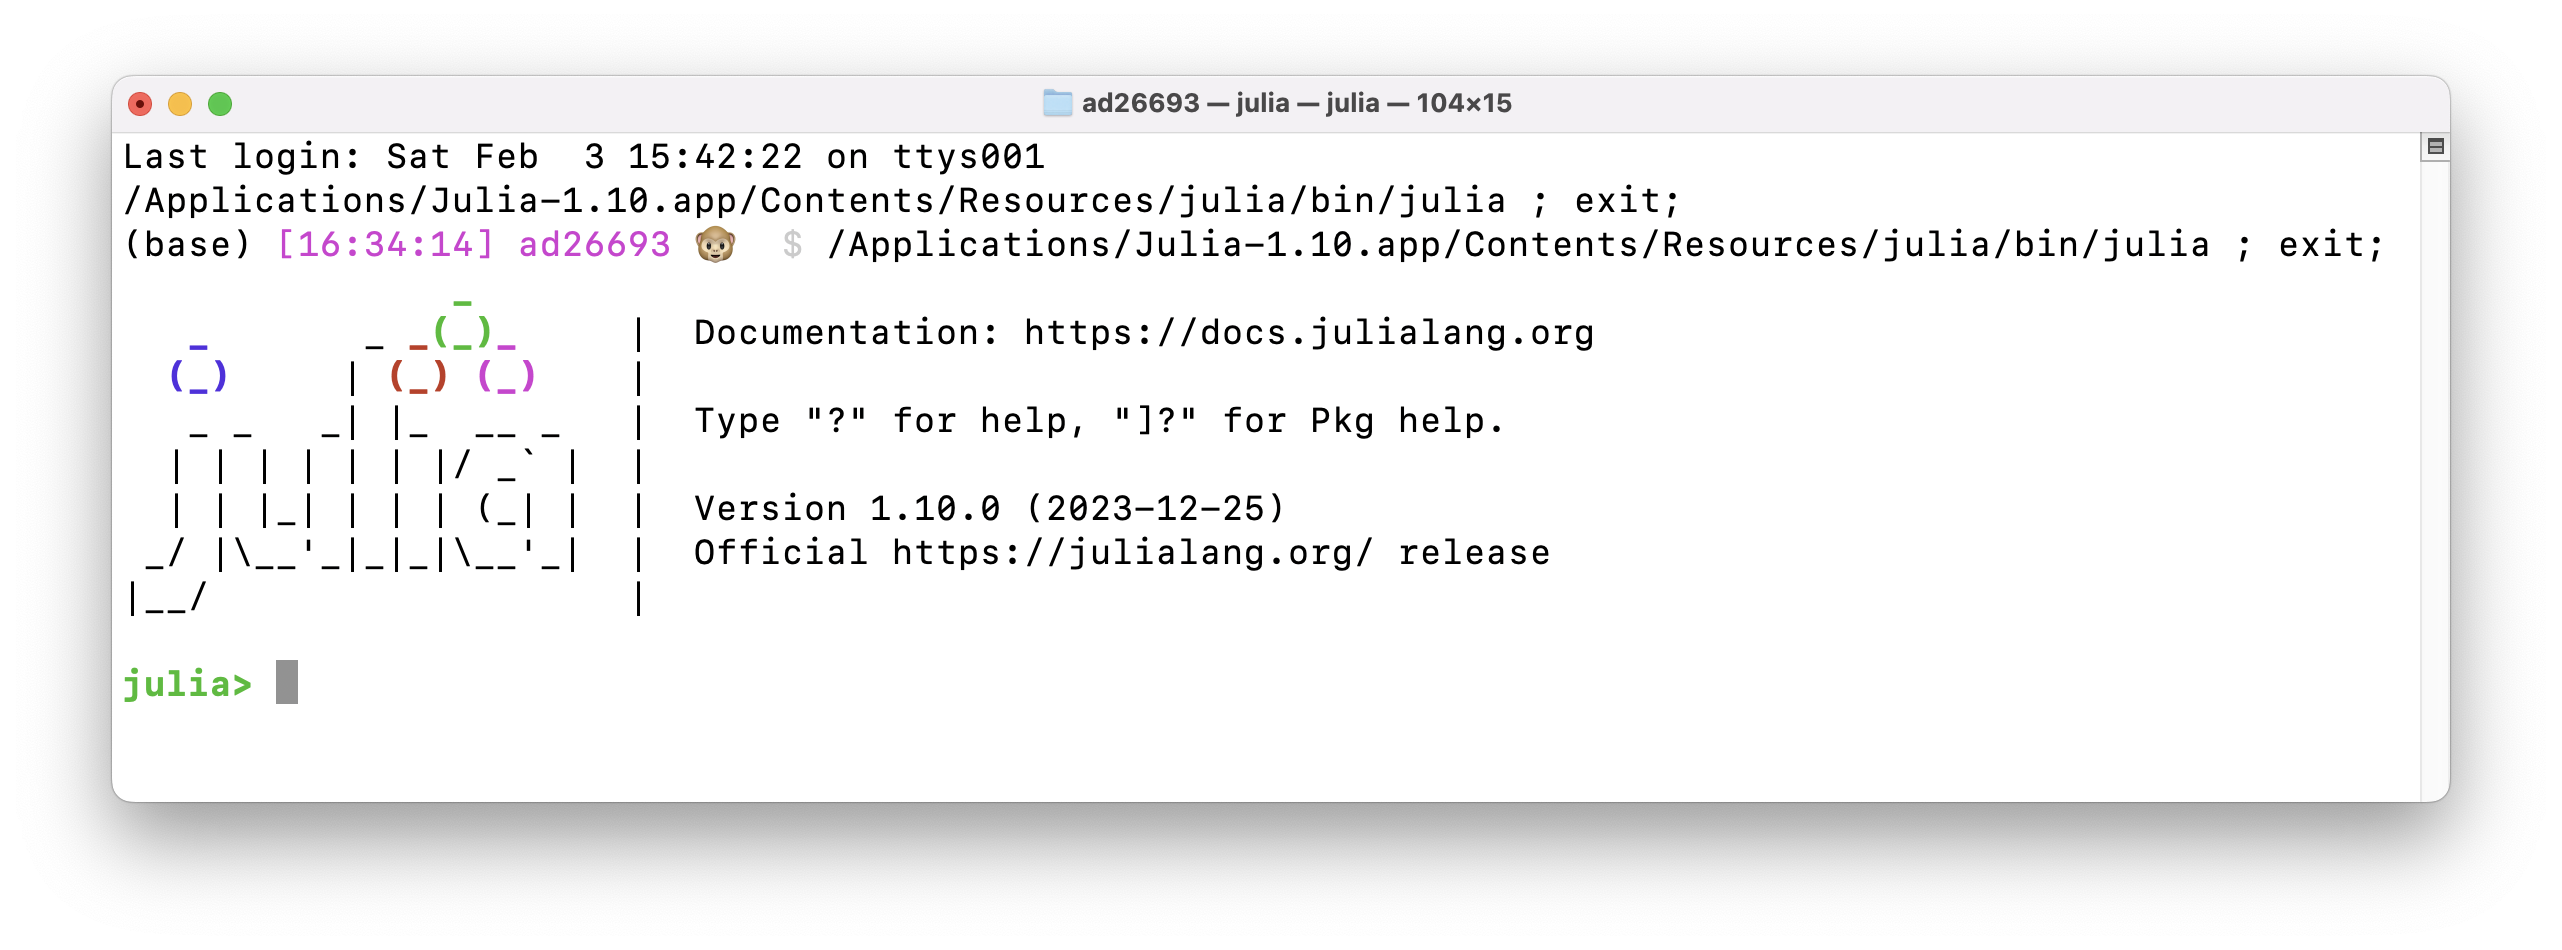 ad26693 — julia — julia — 104×15
Last login: Sat Feb  3 15:42:22 on ttys001
/Applications/Julia-1.10.app/Contents/Resources/julia/bin/julia ; exit;
(base) [16:34:14] ad26693 🐵  $ /Applications/Julia-1.10.app/Contents/Resources/julia/bin/julia ; exit;
               _
   _       _ _(_)_     |  Documentation: https://docs.julialang.org
  (_)     | (_) (_)    |
   _ _   _| |_  __ _   |  Type "?" for help, "]?" for Pkg help.
  | | | | | | |/ _` |  |
  | | |_| | | | (_| |  |  Version 1.10.0 (2023-12-25)
 _/ |\__'_|_|_|\__'_|  |  Official https://julialang.org/ release
|__/                   |
julia>